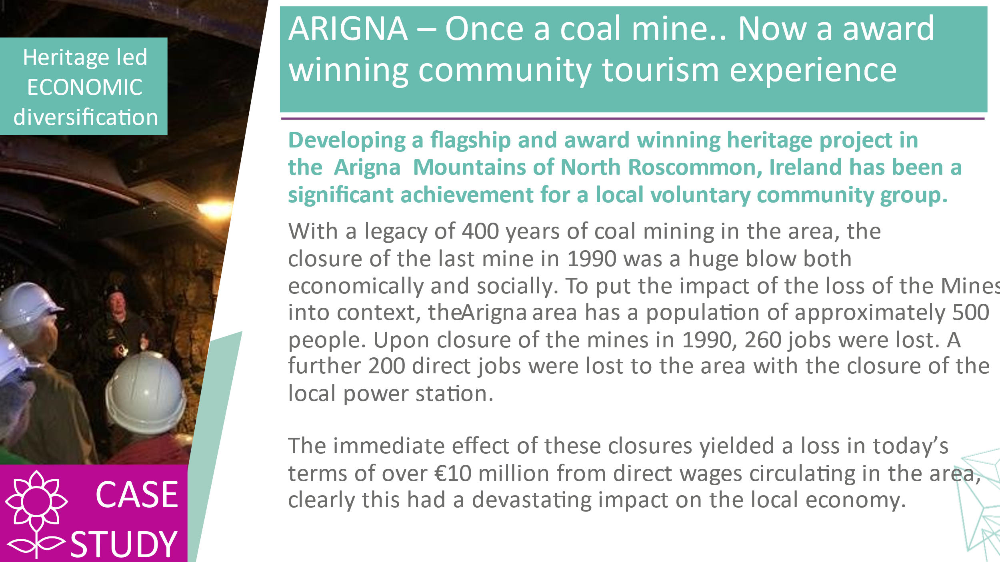 Heritage led
ECONOMIC
diversification
ARIGNA – Once a coal mine.. Now a award
winning community tourism experience
Developing a flagship and award winning heritage project in
the Arigna Mountains of North Roscommon, Ireland has been a
significant achievement for a local voluntary community group.
With a legacy of 400 years of coal mining in the area, the
closure of the last mine in 1990 was a huge blow both
economically and socially. To put the impact of the loss of the Mines
into context, theArigna area has a population of approximately 500
people. Upon closure of the mines in 1990, 260 jobs were lost. A
further 200 direct jobs were lost to the area with the closure of the
local power station.
The immediate effect of these closures yielded a loss in today’s
terms of over €10 million from direct wages circulating in the area,
clearly this had a devastating impact on the local economy.
CASE
STUDY